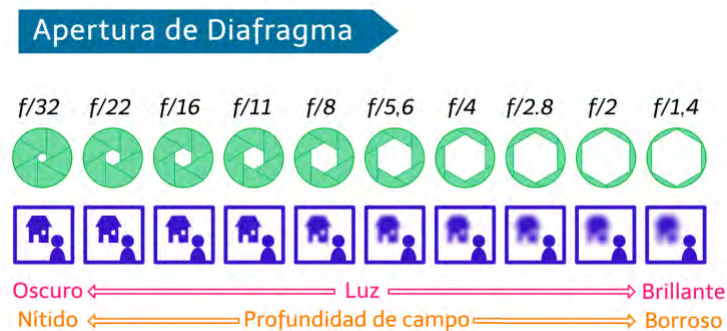 Apertura de Diafragma
f/32 f/22 f/16 f/11 f/8 f/5,6 f/4 f/2.8 f/2 f/1,4
Oscuro Luz Brillante
Nítido Profundidad de campo Borroso